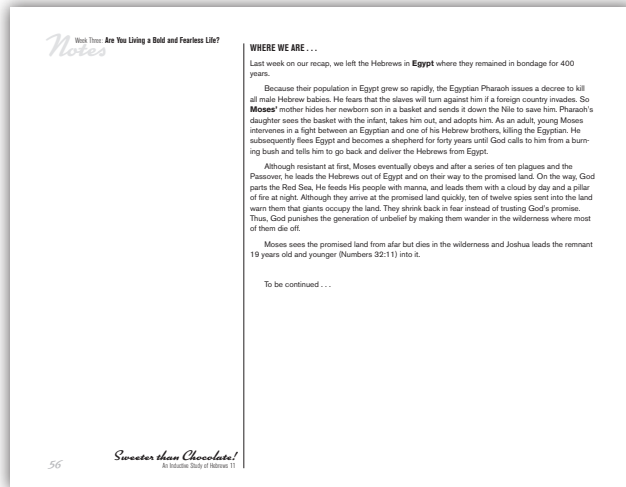 Week Three: Are You Living a Bold and Fearless Life?
Notes
WHERE WE ARE . . .
Last week on our recap, we left the Hebrews in Egypt where they remained in bondage for 400
years.
Because their population in Egypt grew so rapidly, the Egyptian Pharaoh issues a decree to kill
all male Hebrew babies. He fears that the slaves will turn against him if a foreign country invades. So
Moses' mother hides her newborn son in a basket and sends it down the Nile to save him. Pharaoh's
daughter sees the basket with the infant, takes him out, and adopts him. As an adult, young Moses
intervenes in a fight between an Egyptian and one of his Hebrew brothers, killing the Egyptian. He
subsequently flees Egypt and becomes a shepherd for forty years until God calls to him from a burn-
ing bush and tells him to go back and deliver the Hebrews from Egypt.
Although resistant at first, Moses eventually obeys and after a series of ten plagues and the
Passover, he leads the Hebrews out of Egypt and on their way to the promised land. On the way, God
parts the Red Sea, He feeds His people with manna, and leads them with a cloud by day and a pillar
of fire at night. Although they arrive at the promised land quickly, ten of twelve spies sent into the land
warn them that giants occupy the land. They shrink back in fear instead of trusting God's promise.
Thus, God punishes the generation of unbelief by making them wander in the wilderness where most
of them die off.
Moses sees the promised land from afar but dies in the wilderness and Joshua leads the remnant
19 years old and younger (Numbers 32:11) into it.
To be continued . . .
56
Sweeter than Chocolate!
An Inductive Study of Hebrews 11